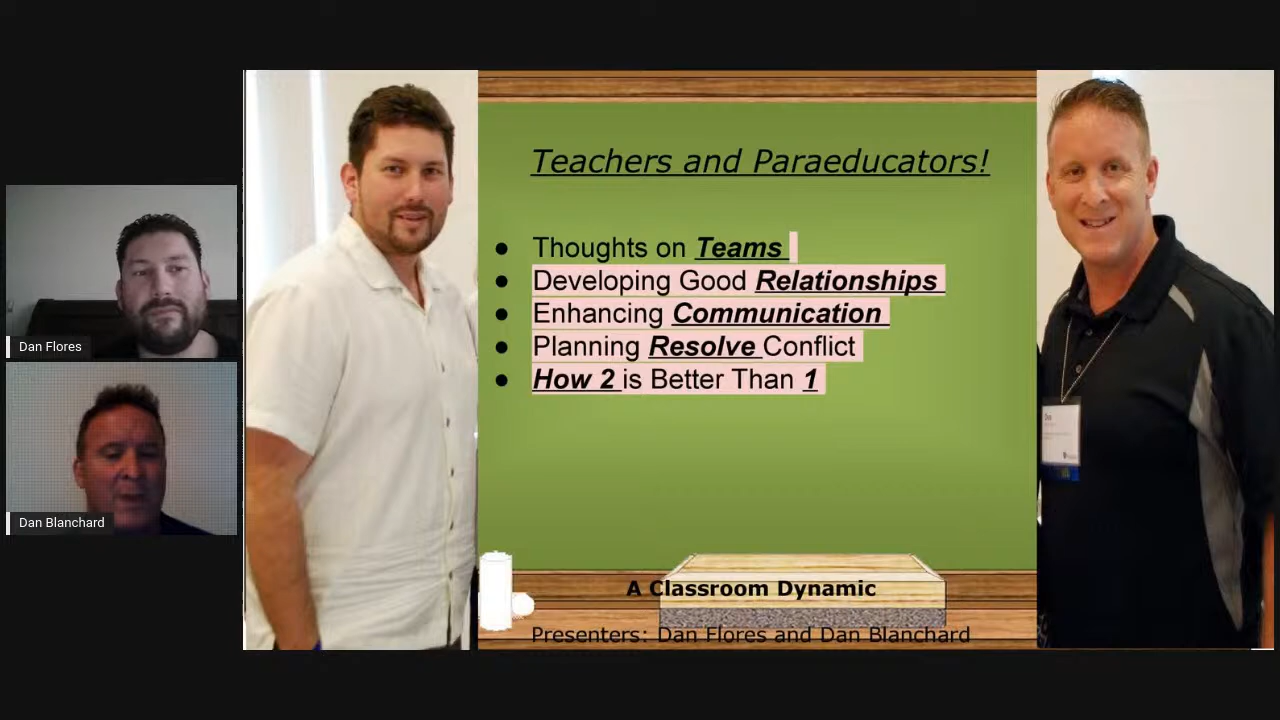 Dan Flores
Dan Blanchard
Teachers and Paraeducators!
● Thoughts on Teams
● Developing Good Relationships
● Enhancing Communication
● Planning Resolve Conflict
● How 2 is Better Than 1
A Classroom Dynamic
Presenters: Dan Flores and Dan Blanchard